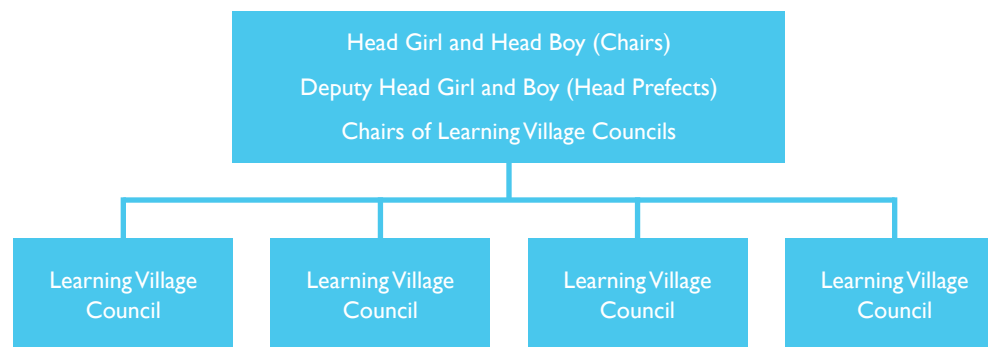 Head Girl and Head Boy (Chairs)
Deputy Head Girl and Boy (Head Prefects)
Chairs of Learning Village Councils
Learning Village
Council
Learning Village
Council
Learning Village
Council
Learning Village
Council